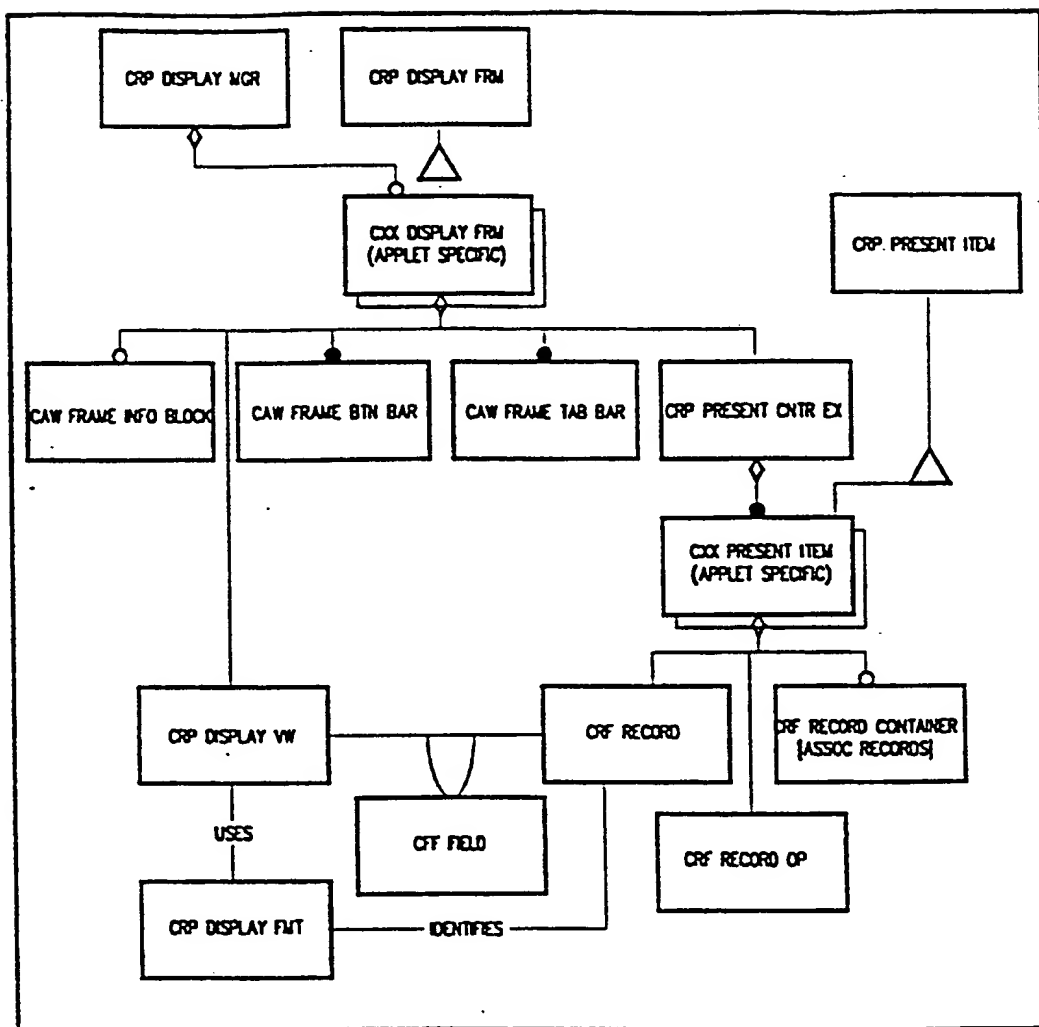 CRP DISPLAY MGR
CRP DISPLAY FRM
CXX DISPLAY FRM
(APPLET SPECIFIC)
CRP. PRESENT ITEM
CAW FRAME INFO BLOCK
CAW FRAME BTN BAR
CAW FRAME TAB BAR
CRP PRESENT CNTR EX
CXX PRESENT ITEM
(APPLET SPECIFIC)
CRP DISPLAY VW
CRF RECORD
CRF RECORD CONTAINER
[ASSOC RECORDS]
USES
CFF FIELD
CRF RECORD OP
CRP DISPLAY FMT
IDENTIFIES